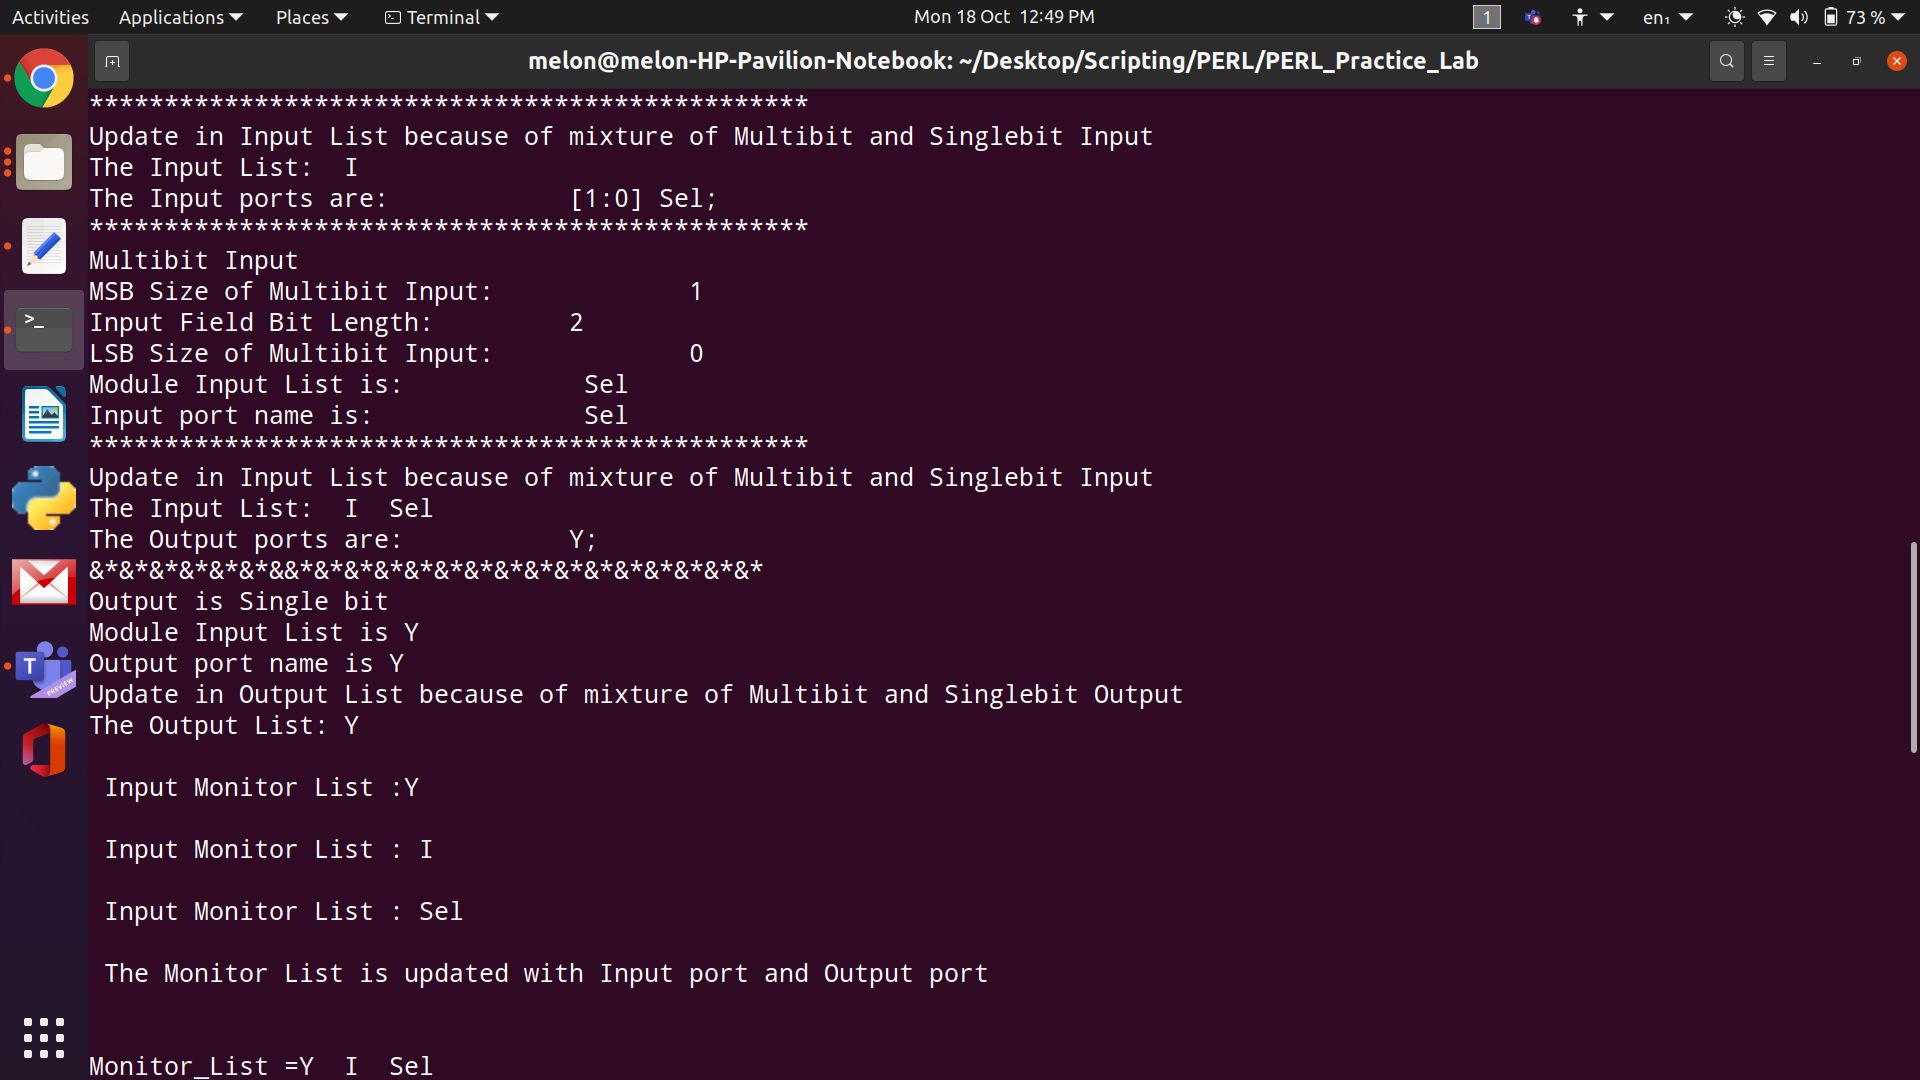 Activities Applications Places Terminal Mon 18 Oct 12:49 PM 1 en₁ 73 %
melon@melon-HP-Pavilion-Notebook: ~/Desktop/Scripting/PERL/PERL_Practice_Lab
************************************************
Update in Input List because of mixture of Multibit and Singlebit Input
The Input List:  I
The Input ports are:            [1:0] Sel;
************************************************
Multibit Input
MSB Size of Multibit Input:             1
Input Field Bit Length:         2
LSB Size of Multibit Input:             0
Module Input List is:            Sel
Input port name is:              Sel
************************************************
Update in Input List because of mixture of Multibit and Singlebit Input
The Input List:  I  Sel
The Output ports are:           Y;
&*&*&*&*&*&*&&*&*&*&*&*&*&*&*&*&*&*&*&*&*&*&*
Output is Single bit
Module Input List is Y
Output port name is Y
Update in Output List because of mixture of Multibit and Singlebit Output
The Output List: Y
 Input Monitor List :Y
 Input Monitor List : I
 Input Monitor List : Sel
 The Monitor List is updated with Input port and Output port
Monitor_List =Y  I  Sel
>_
T
PREVIEW